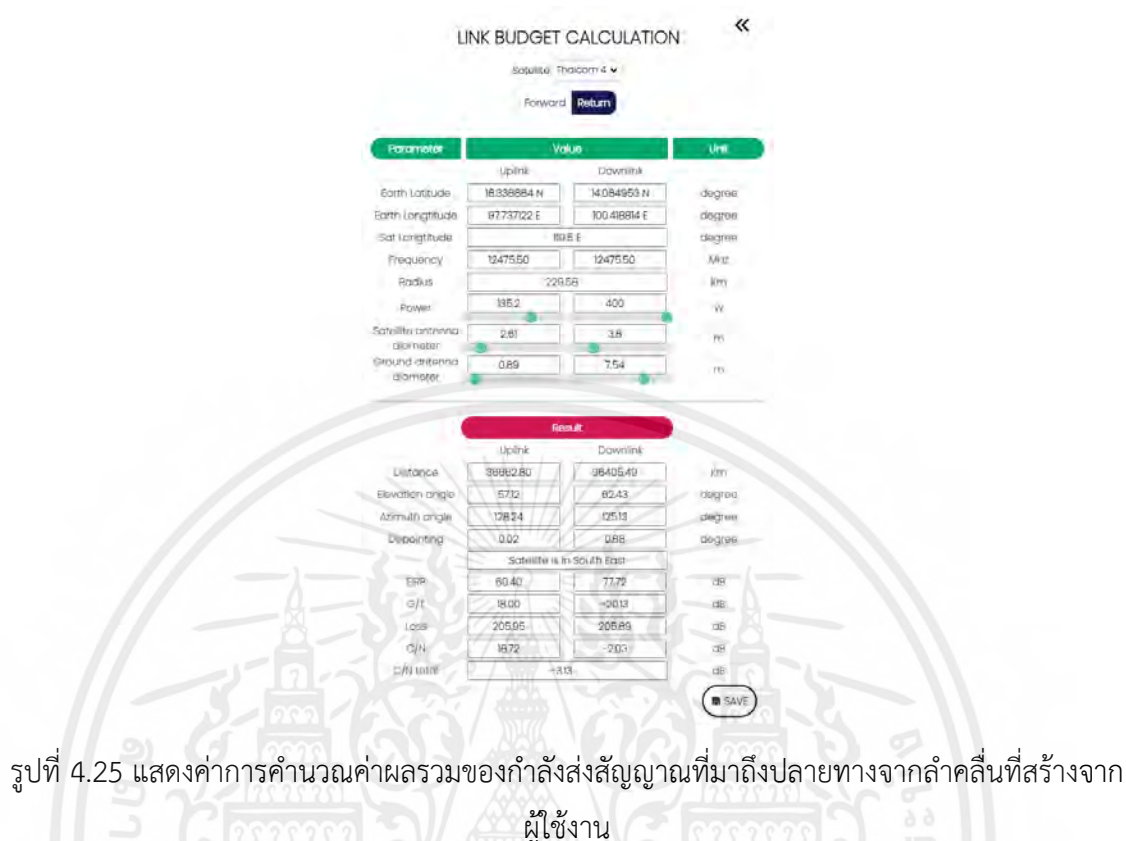 LINK BUDGET CALCULATION «
Satellite Thaicom 4
Forward Return
Parameter Value Unit
Uplink Downlink
Earth Latitude 14.084953 N degree
Earth Longtitude 97.737122 E 100.418814 E degree
Sat Longtitude 119.5 E degree
Frequency 12475.50 12475.50 MHz
Radius 229.58 km
Power 400 W
Satellite antenna
diameter 2.61 3.8 m
Ground antenna
diameter 0.89 7.54 m
Result
Uplink Downlink
Distance 36405.49 km
Elevation angle 57.12 62.43 degree
Azimuth angle 128.24 125.13 degree
Depointing 0.02 0.88 degree
Satellite is in South East
60.40 77.72 dB
G/T 18.00 -20.13 dB
Loss 205.95 205.89 dB
C/N 18.72 dB
C/N total dB
SAVE
รูปที่ 4.25 แสดงค่าการคำนวณค่าผลรวมของกำลังส่งสัญญาณที่มาถึงปลายทางจากลำคลื่นที่สร้างจาก
ผู้ใช้งาน